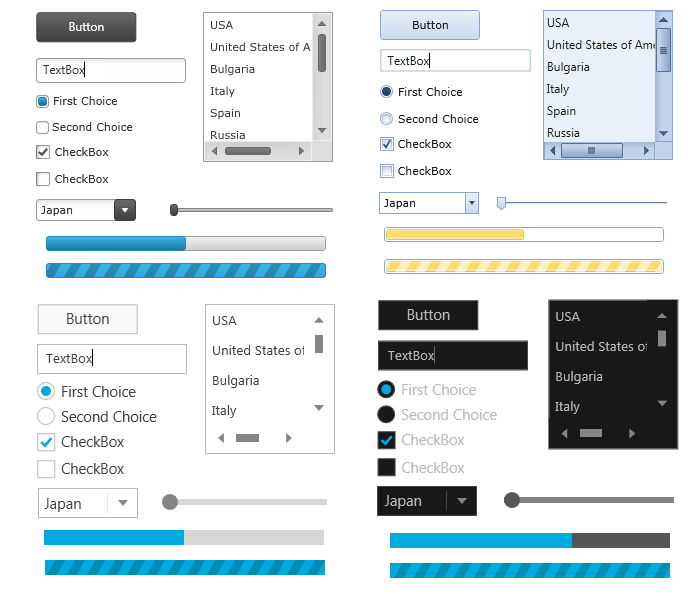 Button
TextBox
First Choice
Second Choice
CheckBox
CheckBox
Japan
USA
United States of A
Bulgaria
Italy
Spain
Russia
Button
TextBox
First Choice
Second Choice
CheckBox
CheckBox
Japan
USA
United States of Ame
Bulgaria
Italy
Spain
Russia
Button
TextBox
First Choice
Second Choice
CheckBox
CheckBox
Japan
USA
United States of
Bulgaria
Italy
Button
TextBox
First Choice
Second Choice
CheckBox
CheckBox
Japan
USA
United States of
Bulgaria
Italy